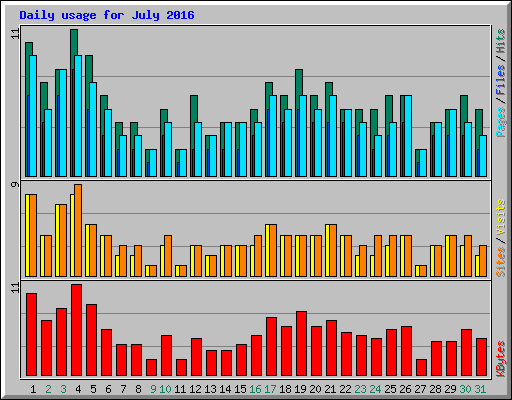 Daily usage for July 2016
11
Pages / Files / Hits
9
Sites / Visits
11
KBytes
1 2 3 4 5 6 7 8 9 10 11 12 13 14 15 16 17 18 19 20 21 22 23 24 25 26 27 28 29 30 31